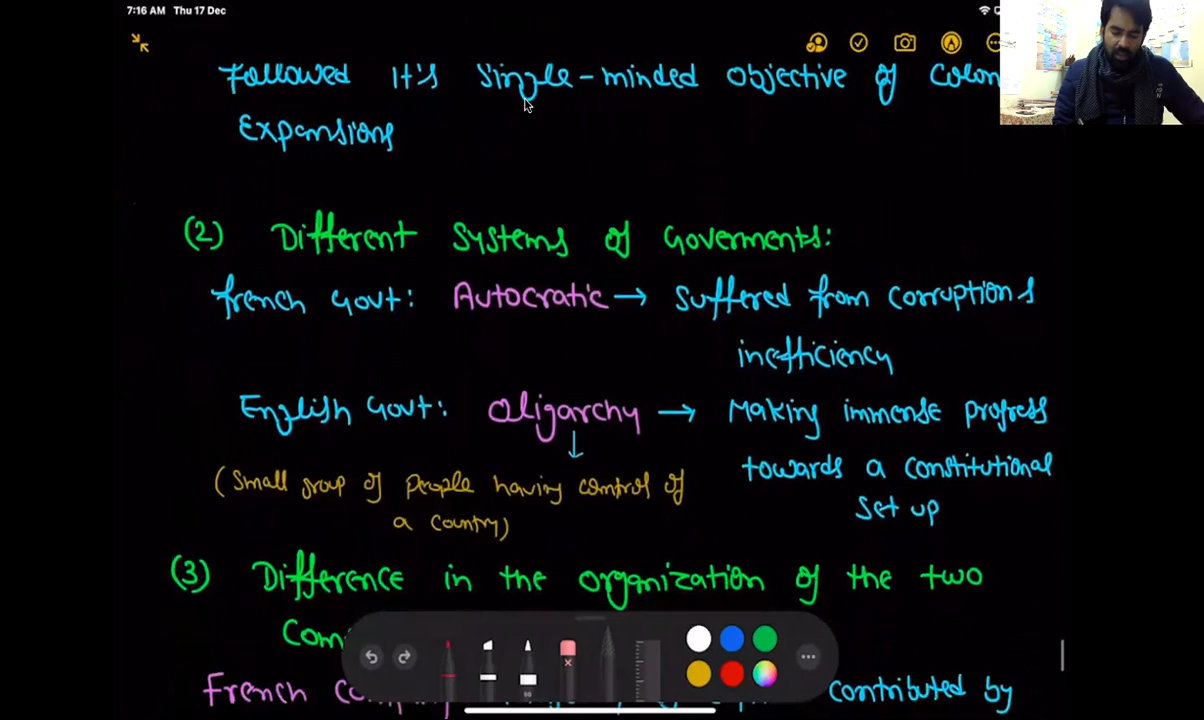 7:16 AM Thu 17 Dec
Followed It's Single-minded objective of Colon
Expansions
(2) Different Systems of Goverments:
French Govt: Autocratic → Suffered from corruptions
inefficiency
English Govt: Oligarchy → Making immense progress
towards a constitutional
set up
(Small group of people having control of
a country)
(3) Difference in the organization of the two
Com
French co contributed by